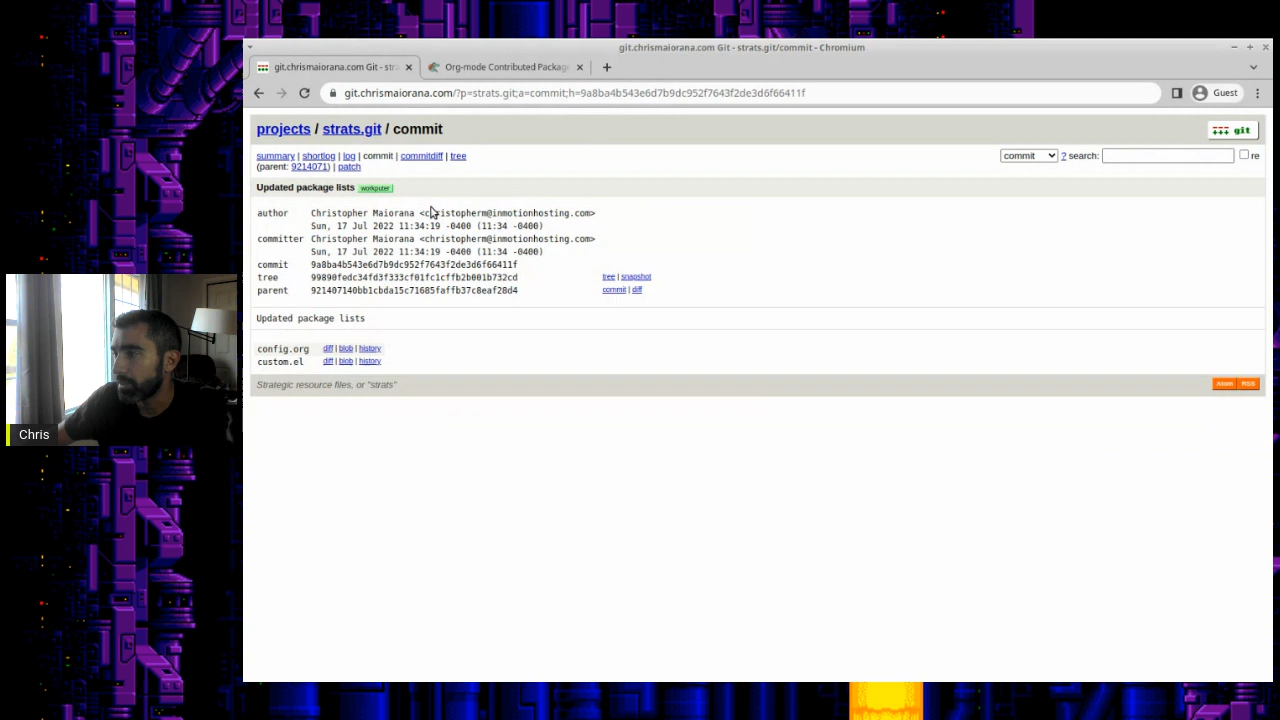 git.chrismaiorana.com Git - strats.git/commit - Chromium
git.chrismaiorana.com Git - stra
Org-mode Contributed Package
git.chrismaiorana.com/?p=strats.git;a=commit;h=9a8ba4b543e6d7b9dc952f7643f2de3d6f66411f
Guest
projects / strats.git / commit
git
summary | shortlog | log | commit | commitdiff | tree
commit ? search: re
(parent: 9214071) | patch
Updated package lists workputer
author Christopher Maiorana <christopherm@inmotionhosting.com>
Sun, 17 Jul 2022 11:34:19 -0400 (11:34 -0400)
committer Christopher Maiorana <christopherm@inmotionhosting.com>
Sun, 17 Jul 2022 11:34:19 -0400 (11:34 -0400)
commit 9a8ba4b543e6d7b9dc952f7643f2de3d6f66411f
tree 99890fedc34fd3f333cf01fc1cffb2b001b732cd tree | snapshot
parent 921407140bb1cbda15c71685faffb37c8eaf28d4 commit | diff
Updated package lists
config.org diff | blob | history
custom.el diff | blob | history
Strategic resource files, or "strats"
Atom RSS
Chris